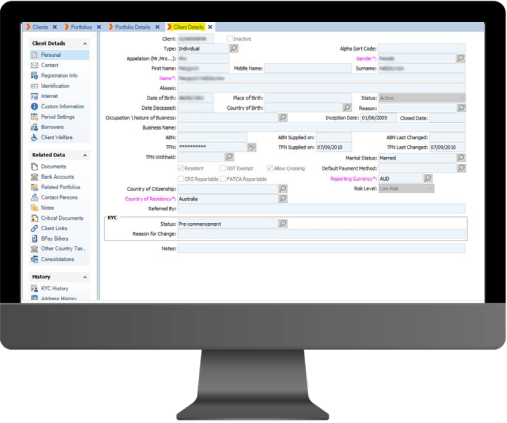 Clients X Portfolios X Portfolio Details X Client Details X
Client Details
Personal
Contact
Registration Info
Identification
Internet
Custom Information
Period Settings
Borrowers
Client Welfare
Related Data
Documents
Bank Accounts
Related Portfolios
Contact Persons
Notes
Critical Documents
Client Links
BPay Billers
Other Country Tax..
Consolidations
History
KYC History
Address History
Client: Inactive
Type: Individual Alpha Sort Code:
Appelation (Mr,Mrs...): Gender*: Female
First Name: Middle Name: Surname:
Name*:
Aliases:
Date of Birth: Place of Birth: Status: Active
Date Deceased: Country of Birth: Reason:
Occupation \ Nature of Business: Inception Date: 01/06/2005 Closed Date:
Business Name:
ABN: ABN Supplied on: ABN Last Changed:
TFN: ********** TFN Supplied on: 07/09/2010 TFN Last Changed: 07/09/2010
TFN Withheld: Marital Status: Married
Resident GST Exempt Allow Crossing Default Payment Method:
CRS Reportable FATCA Reportable Reporting Currency*: AUD
Country of Citizenship: Risk Level: Low Risk
Country of Residency*: Australia
Referred By:
KYC
Status: Pre-commencement
Reason for Change:
Notes: